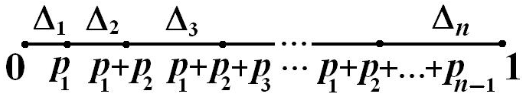 Δ₁ Δ₂ Δ₃ ... Δₙ
0 p₁ p₁+p₂ p₁+p₂+p₃ ... p₁+p₂+...+pₙ₋₁ 1